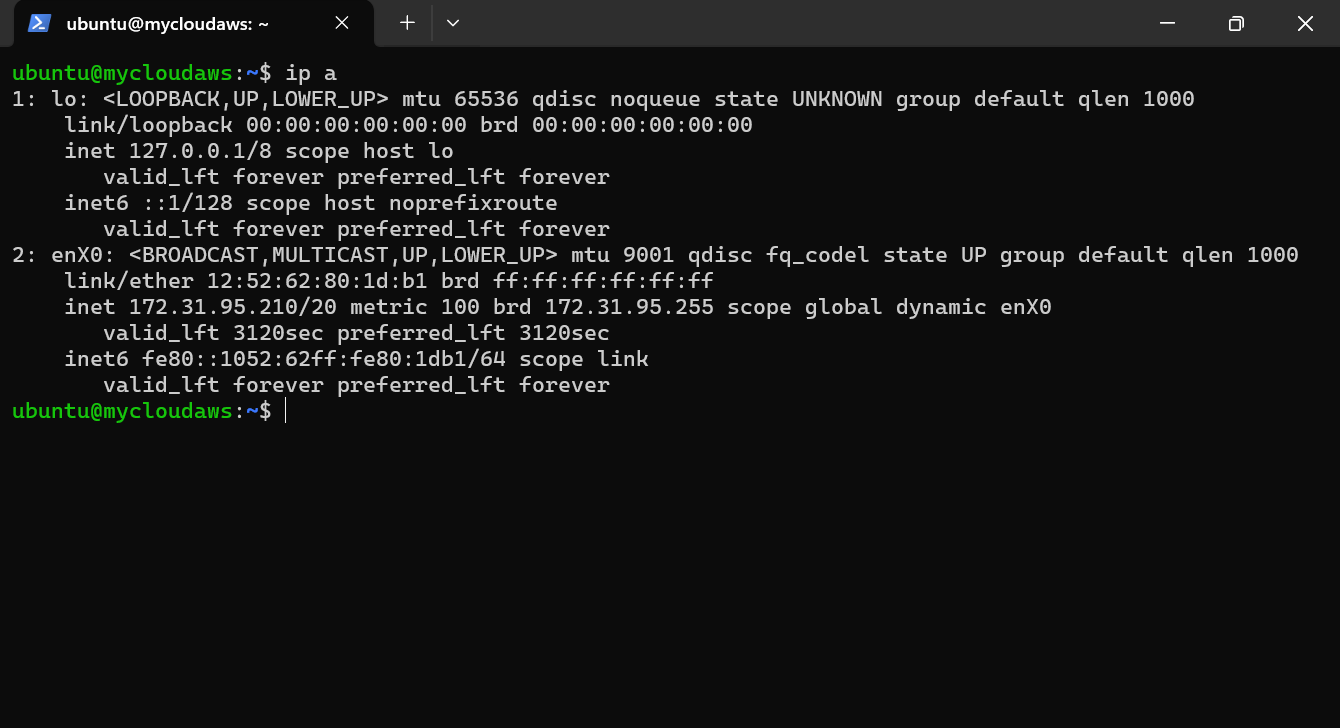 ubuntu@mycloudaws: ~
ubuntu@mycloudaws:~$ ip a
1: lo: <LOOPBACK,UP,LOWER_UP> mtu 65536 qdisc noqueue state UNKNOWN group default qlen 1000
    link/loopback 00:00:00:00:00:00 brd 00:00:00:00:00:00
    inet 127.0.0.1/8 scope host lo
       valid_lft forever preferred_lft forever
    inet6 ::1/128 scope host noprefixroute
       valid_lft forever preferred_lft forever
2: enX0: <BROADCAST,MULTICAST,UP,LOWER_UP> mtu 9001 qdisc fq_codel state UP group default qlen 1000
    link/ether 12:52:62:80:1d:b1 brd ff:ff:ff:ff:ff:ff
    inet 172.31.95.210/20 metric 100 brd 172.31.95.255 scope global dynamic enX0
       valid_lft 3120sec preferred_lft 3120sec
    inet6 fe80::1052:62ff:fe80:1db1/64 scope link
       valid_lft forever preferred_lft forever
ubuntu@mycloudaws:~$